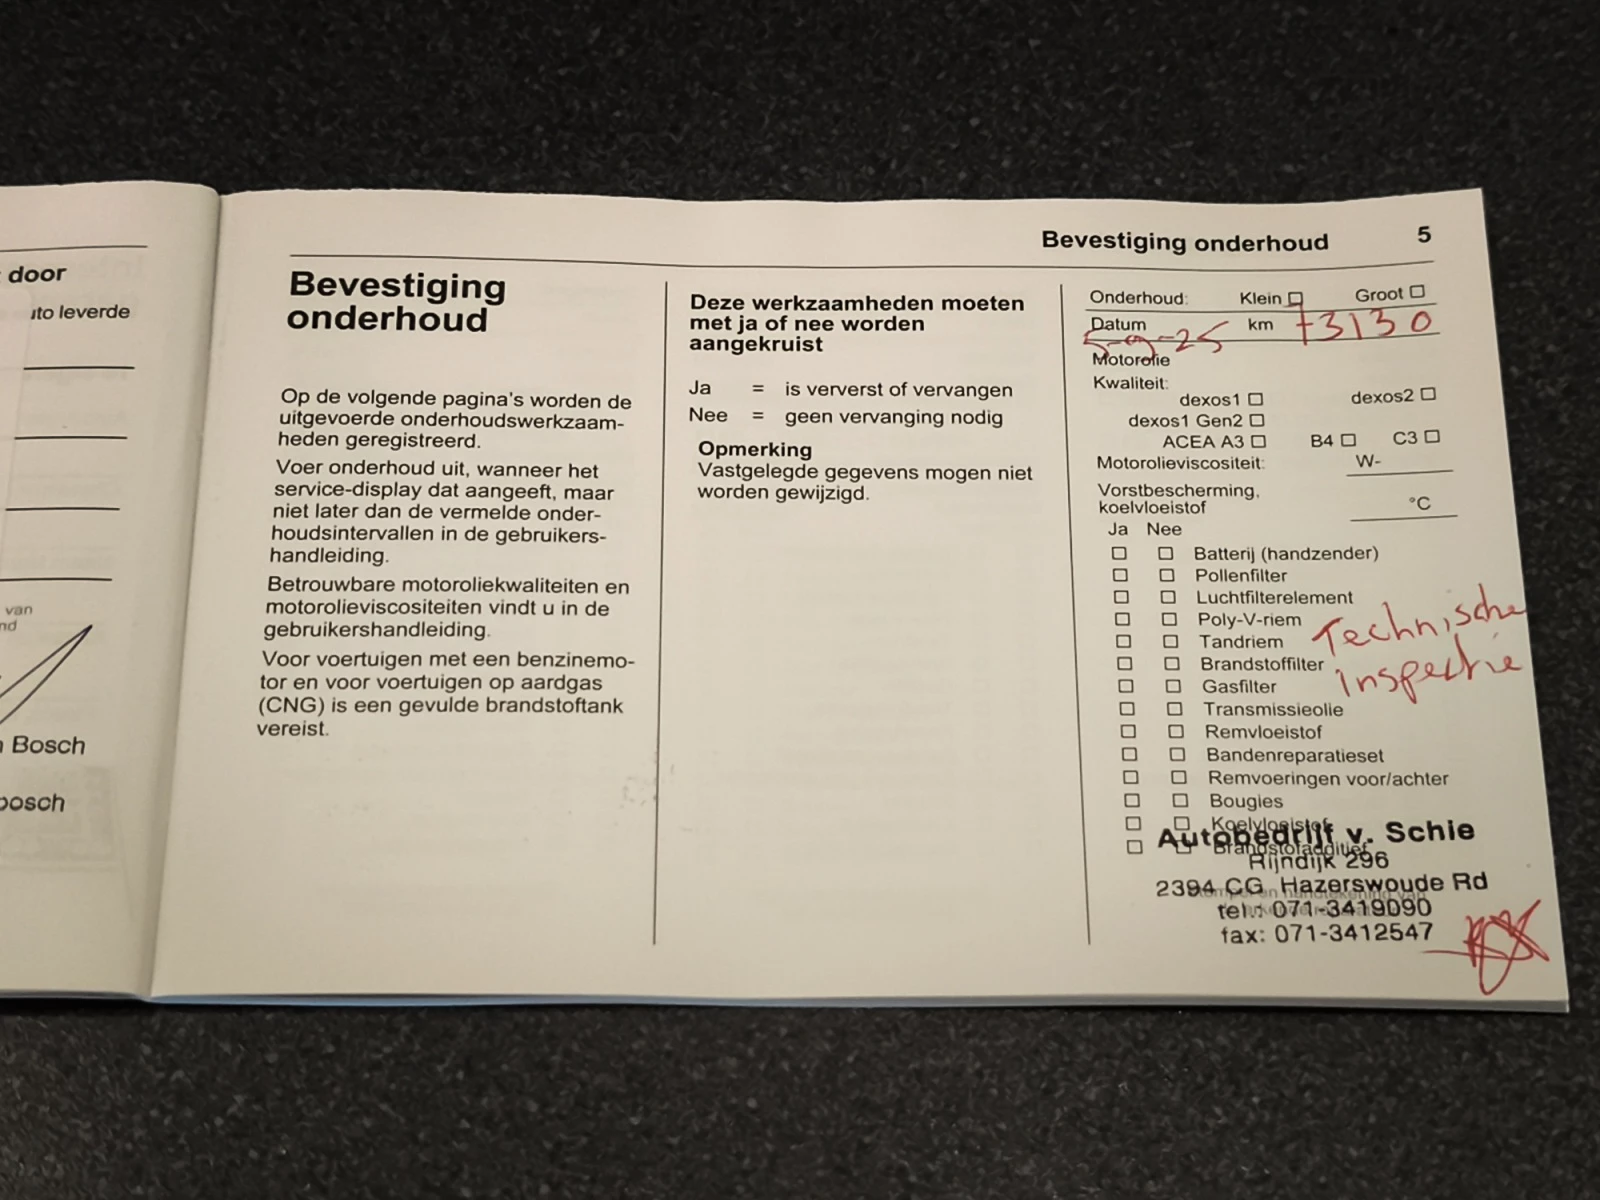 door
uto leverde
van
nd
Bosch
bosch
Bevestiging onderhoud 5
Bevestiging
onderhoud
Op de volgende pagina's worden de
uitgevoerde onderhoudswerkzaam-
heden geregistreerd.
Voer onderhoud uit, wanneer het
service-display dat aangeeft, maar
niet later dan de vermelde onder-
houdsintervallen in de gebruikers-
handleiding.
Betrouwbare motoroliekwaliteiten en
motorolieviscositeiten vindt u in de
gebruikershandleiding.
Voor voertuigen met een benzinemo-
tor en voor voertuigen op aardgas
(CNG) is een gevulde brandstoftank
vereist.
Deze werkzaamheden moeten
met ja of nee worden
aangekruist
Ja = is ververst of vervangen
Nee = geen vervanging nodig
Opmerking
Vastgelegde gegevens mogen niet
worden gewijzigd.
Onderhoud: Klein Groot
Datum km 73130
5-9-25
Motorolie
Kwaliteit:
dexos1 dexos2
dexos1 Gen2
ACEA A3 B4 C3
Motorolieviscositeit: W-
Vorstbescherming,
koelvloeistof °C
Ja Nee
Batterij (handzender)
Pollenfilter
Luchtfilterelement
Poly-V-riem
Tandriem
Brandstoffilter
Gasfilter
Transmissieolie
Remvloeistof
Bandenreparatieset
Remvoeringen voor/achter
Bougies
Koelvloeistof
Brandstofadditief
Technische
inspectie
Autobedrijf v. Schie
Rijndijk 296
2394 CG Hazerswoude Rd
tel.: 071-3419090
fax: 071-3412547